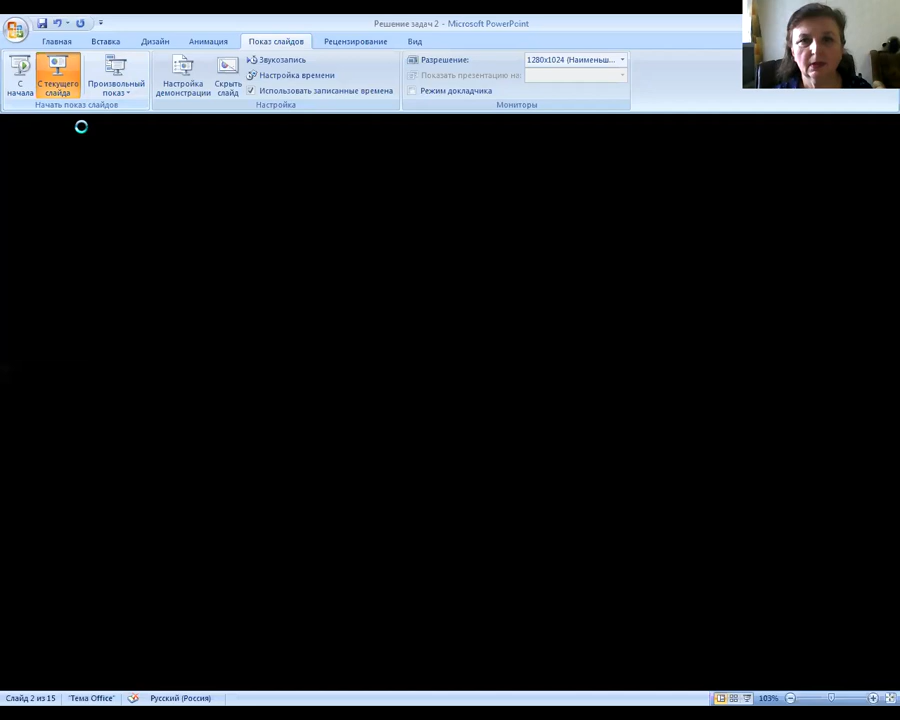 Решение задач 2 - Microsoft PowerPoint
Главная Вставка Дизайн Анимация Показ слайдов Рецензирование Вид
С начала
С текущего слайда
Произвольный показ
Начать показ слайдов
Настройка демонстрации
Скрыть слайд
Звукозапись
Настройка времени
Использовать записанные времена
Настройка
Разрешение: 1280x1024 (Наименьш...
Показать презентацию на:
Режим докладчика
Мониторы
Слайд 2 из 15 "Тема Office" Русский (Россия) 103%